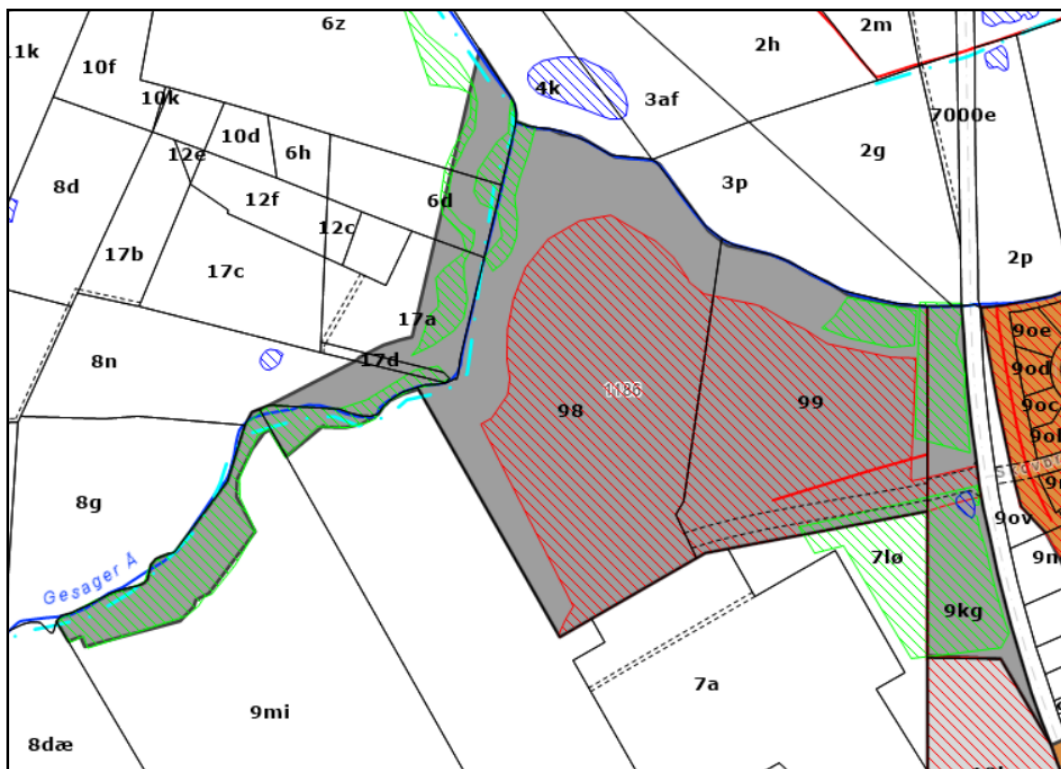 6z
2m
2h
11k
10f
4k
3af
10k
7000e
10d
6h
12e
2g
8d
12f
6d
3p
12c
17b
17c
2p
17a
9oe
17d
8n
9od
1186
98
99
9oc
8g
9ov
Gesager Å
7lø
9kg
7a
9mi
8dæ